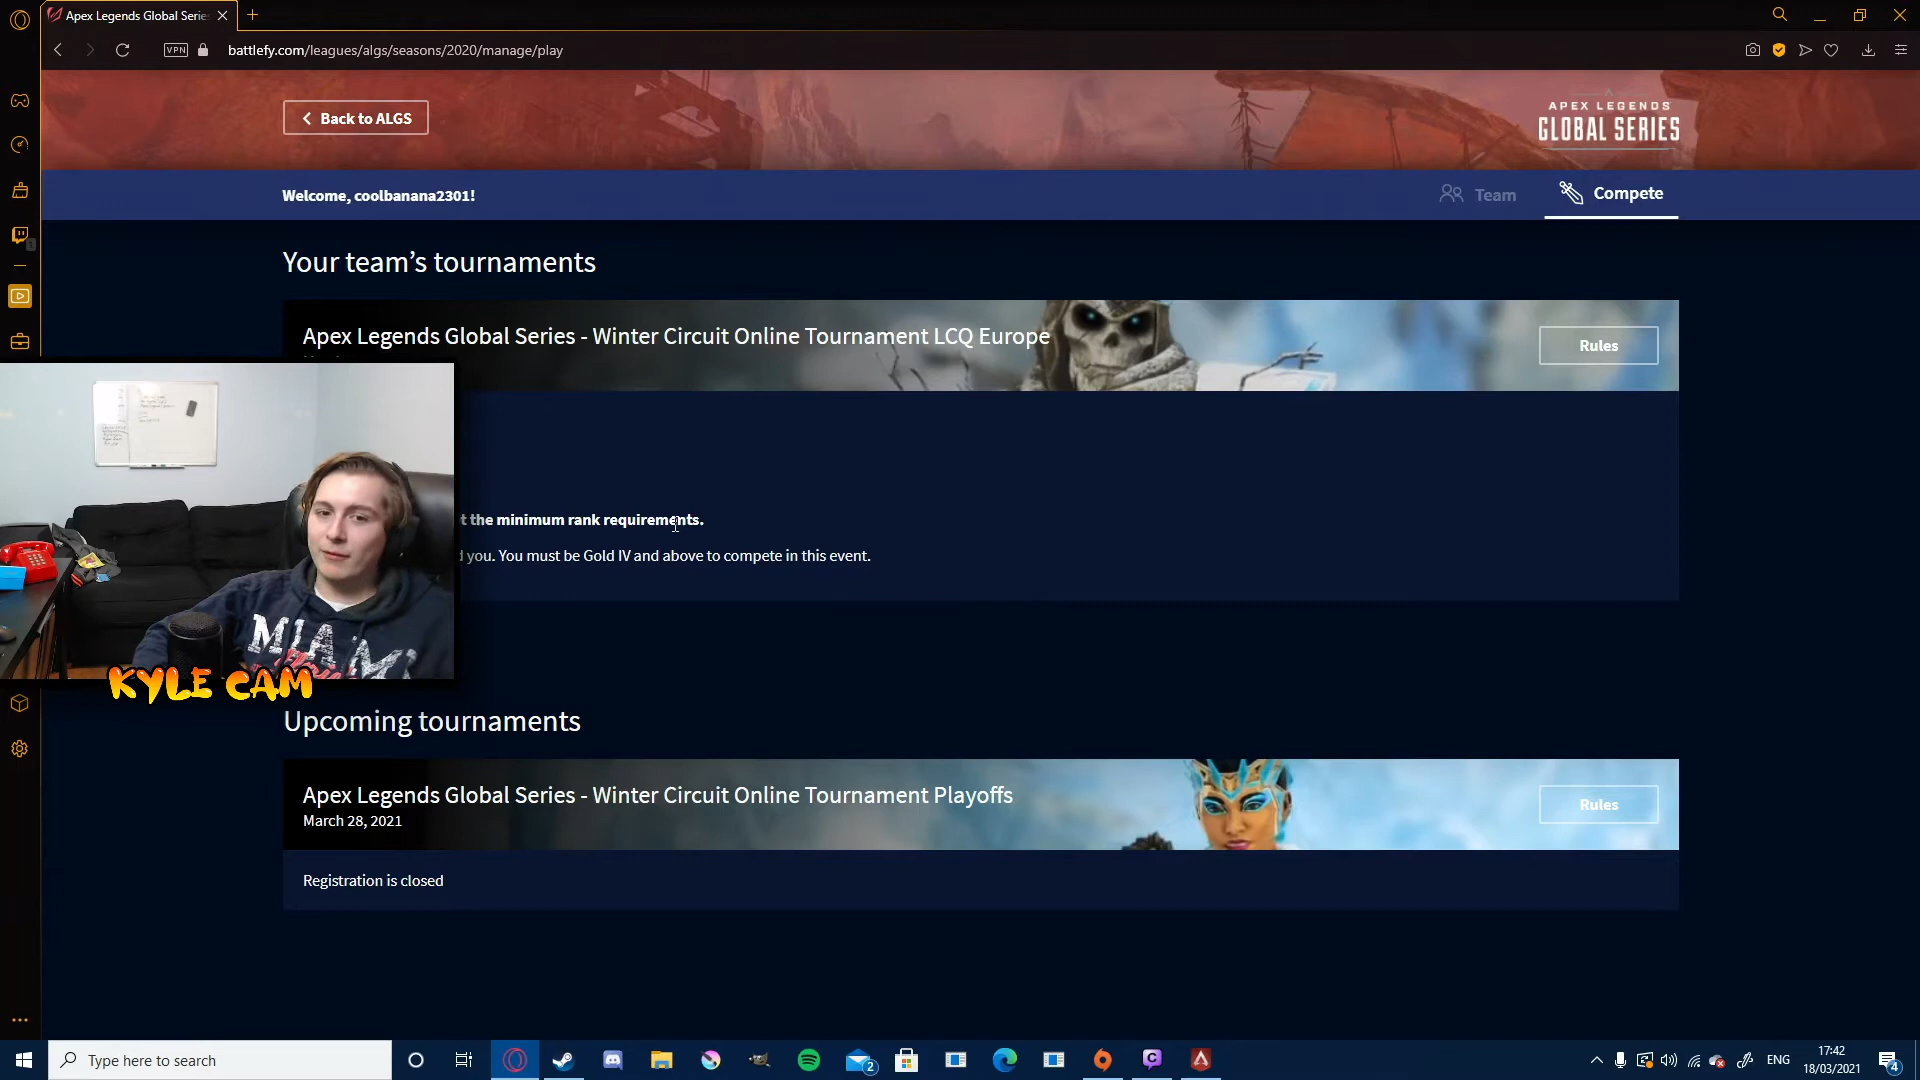 Apex Legends Global Serie
battlefy.com/leagues/algs/seasons/2020/manage/play
VPN
Back to ALGS
APEX LEGENDS
GLOBAL SERIES
Welcome, coolbanana2301!
Team
Compete
Your team's tournaments
Apex Legends Global Series - Winter Circuit Online Tournament LCQ Europe
Rules
t the minimum rank requirements.
d you. You must be Gold IV and above to compete in this event.
MIAMI
KYLE CAM
Upcoming tournaments
Apex Legends Global Series - Winter Circuit Online Tournament Playoffs
March 28, 2021
Rules
Registration is closed
Type here to search
2
ENG
17:42
18/03/2021
4